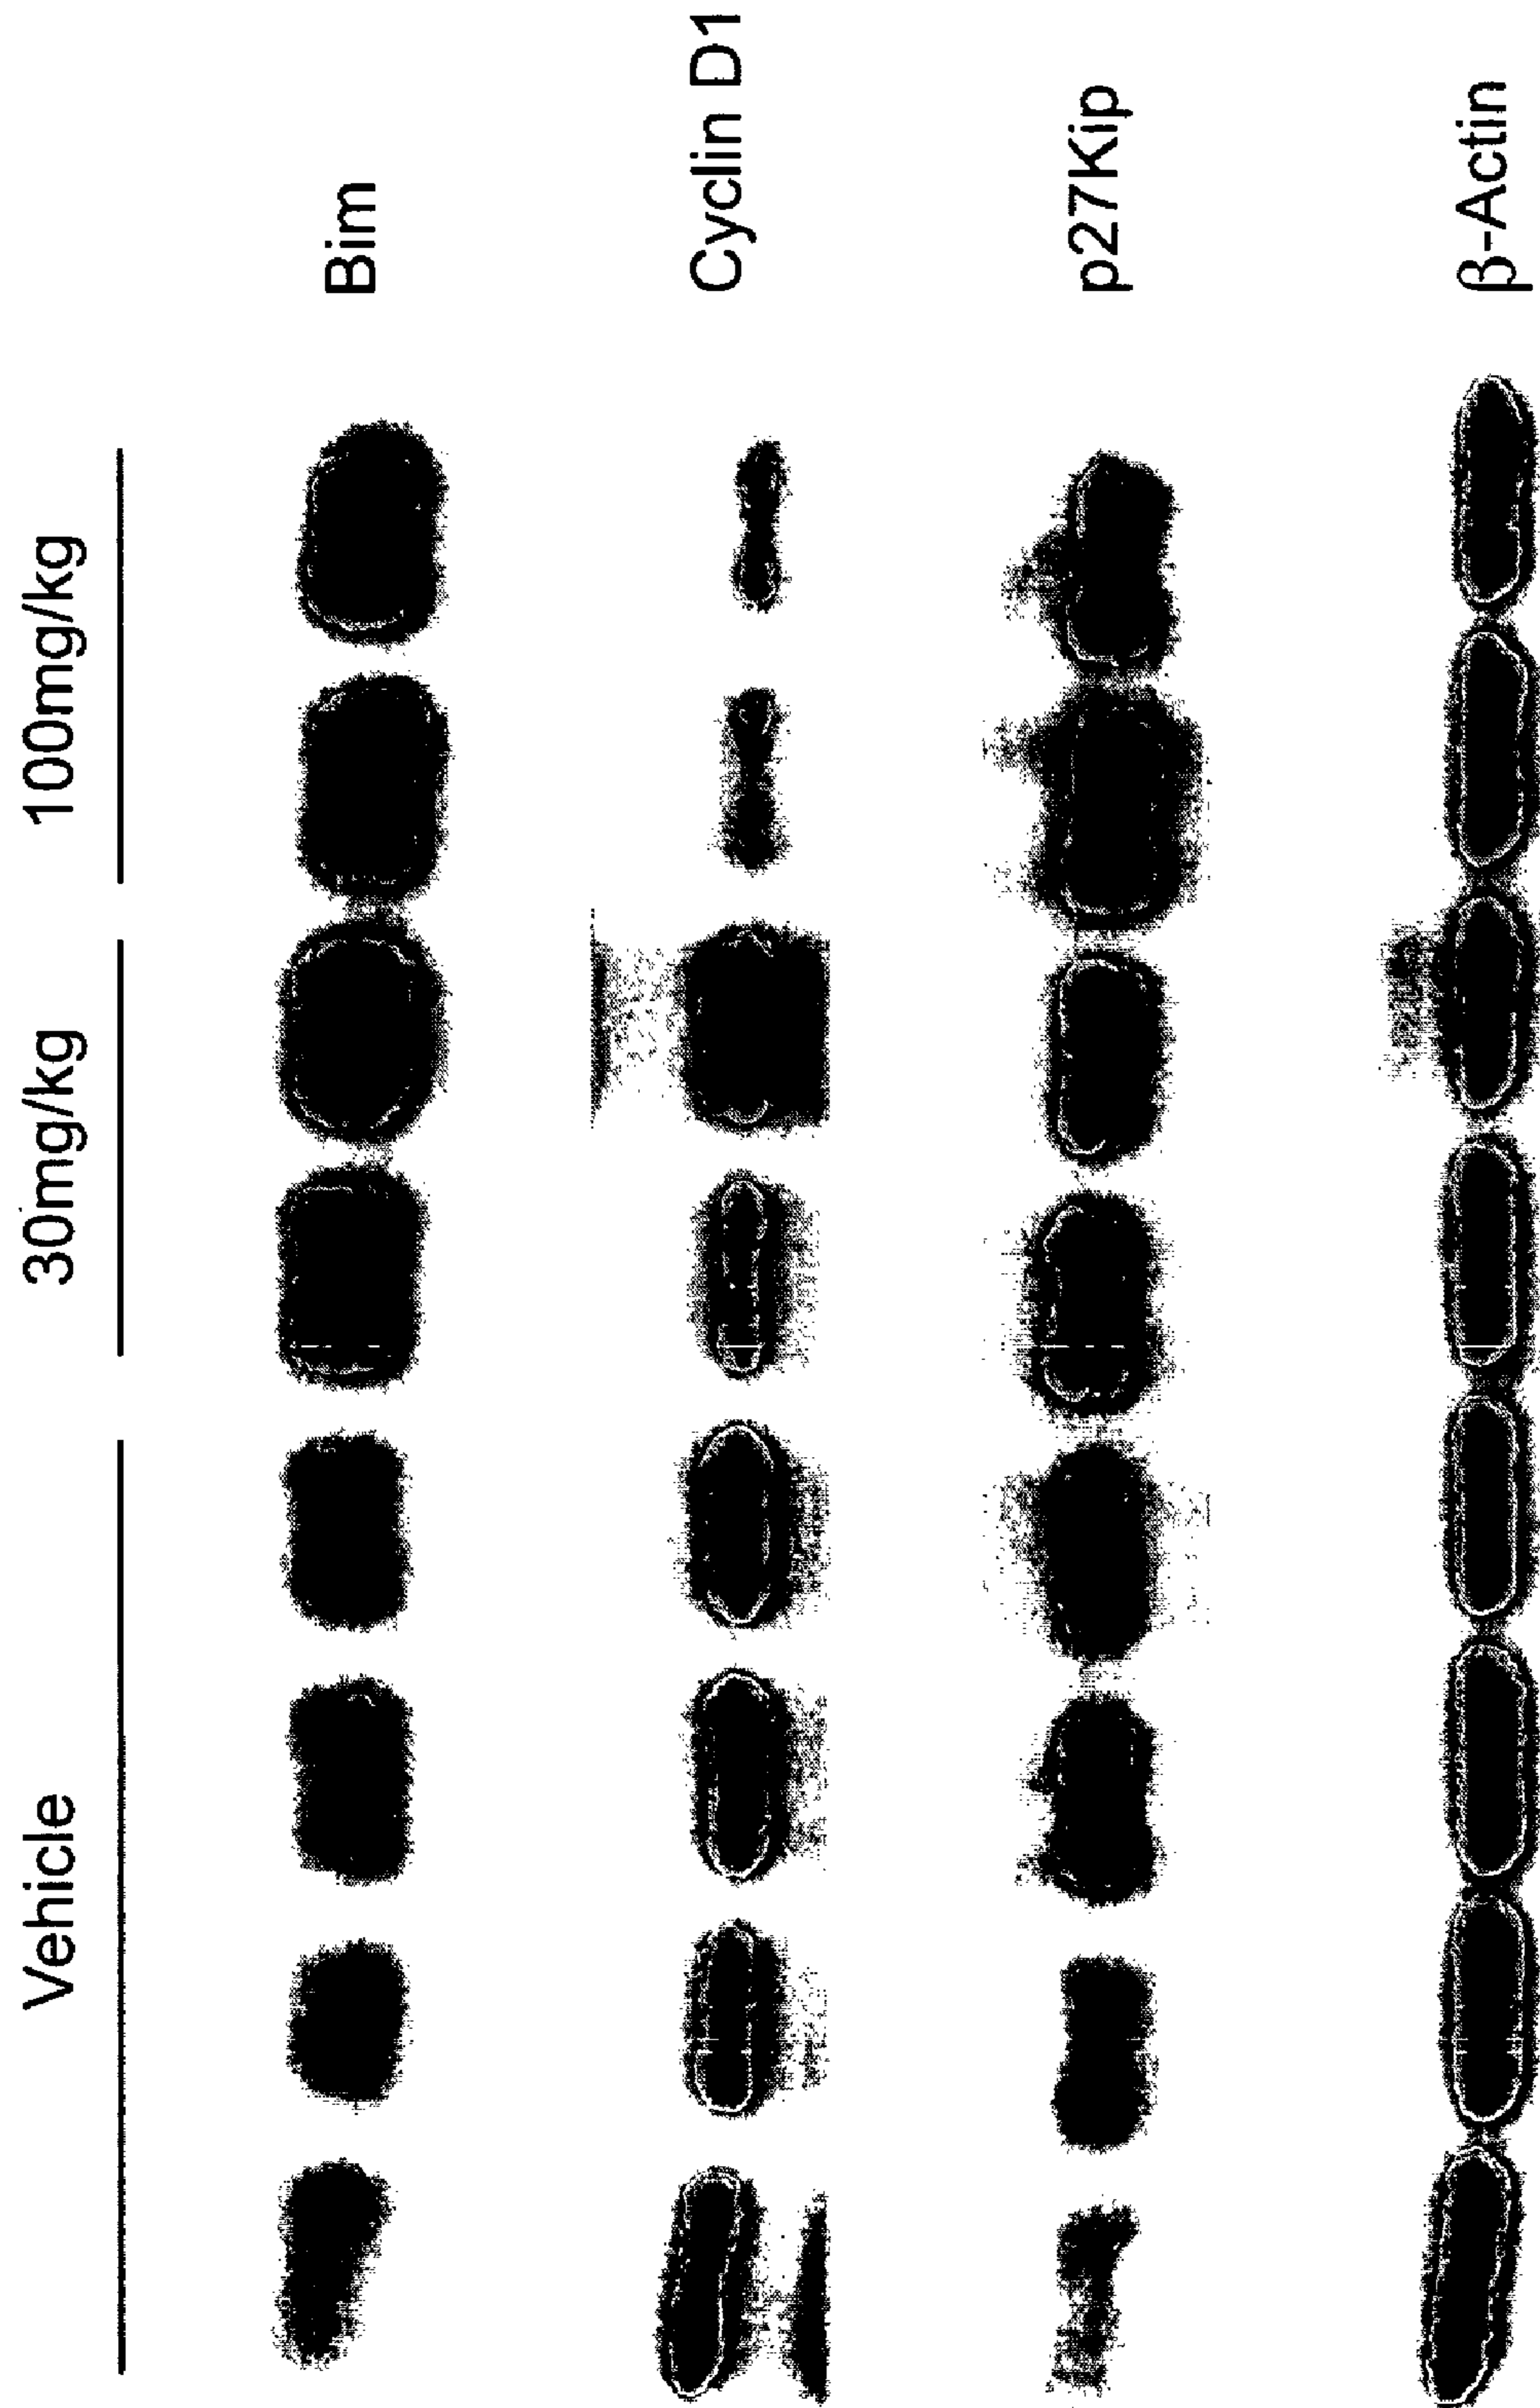 Vehicle
30mg/kg
100mg/kg
Bim
Cyclin D1
p27Kip
β-Actin